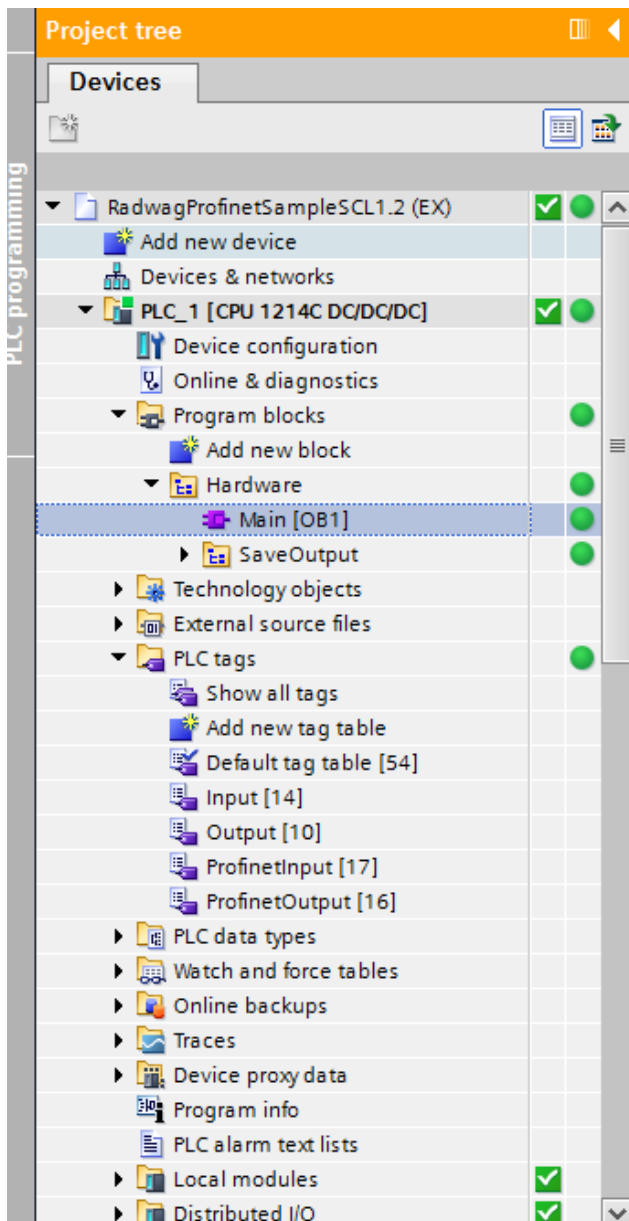 Project tree
Devices
PLC programming
RadwagProfinetSampleSCL1.2 (EX)
Add new device
Devices & networks
PLC_1 [CPU 1214C DC/DC/DC]
Device configuration
Online & diagnostics
Program blocks
Add new block
Hardware
Main [OB1]
SaveOutput
Technology objects
External source files
PLC tags
Show all tags
Add new tag table
Default tag table [54]
Input [14]
Output [10]
ProfinetInput [17]
ProfinetOutput [16]
PLC data types
Watch and force tables
Online backups
Traces
Device proxy data
Program info
PLC alarm text lists
Local modules
Distributed I/O